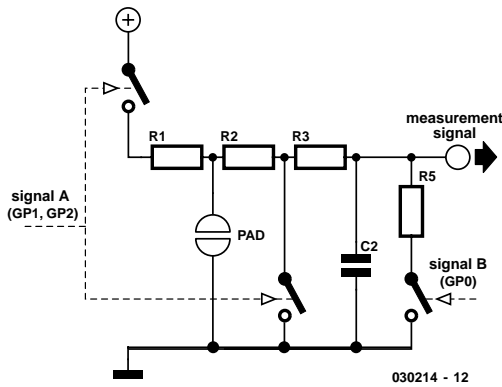 R1
R2
R3
measurement
signal
R5
signal A
(GP1, GP2)
PAD
C2
signal B
(GP0)
030214 - 12